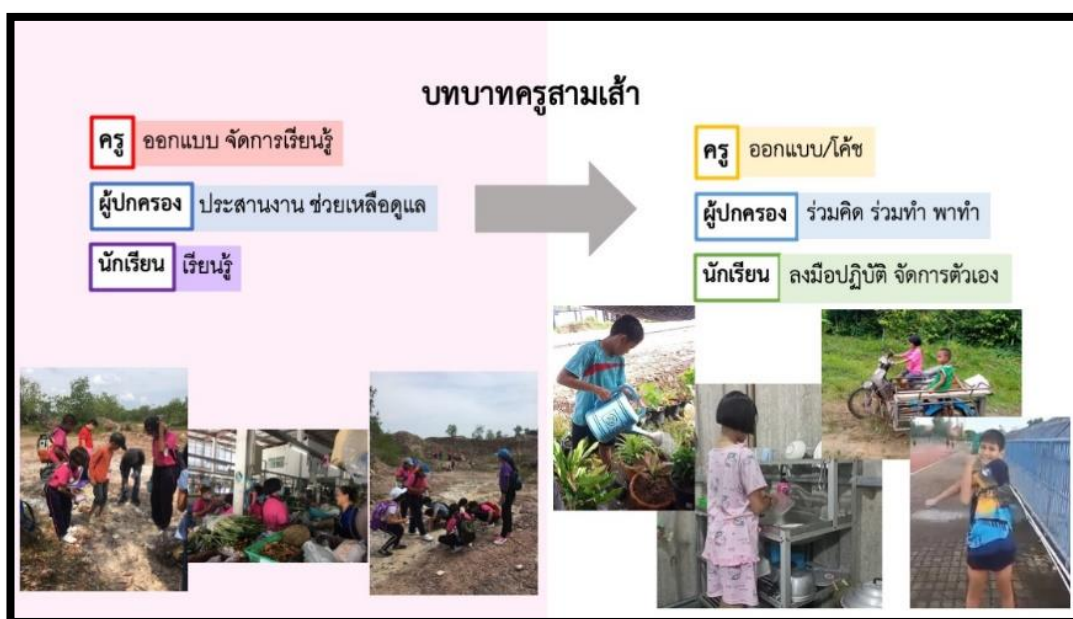 บทบาทครูสามเส้า
ครู ออกแบบ จัดการเรียนรู้
ผู้ปกครอง ประสานงาน ช่วยเหลือดูแล
นักเรียน เรียนรู้
ครู ออกแบบ/โค้ช
ผู้ปกครอง ร่วมคิด ร่วมทำ พาทำ
นักเรียน ลงมือปฏิบัติ จัดการตัวเอง